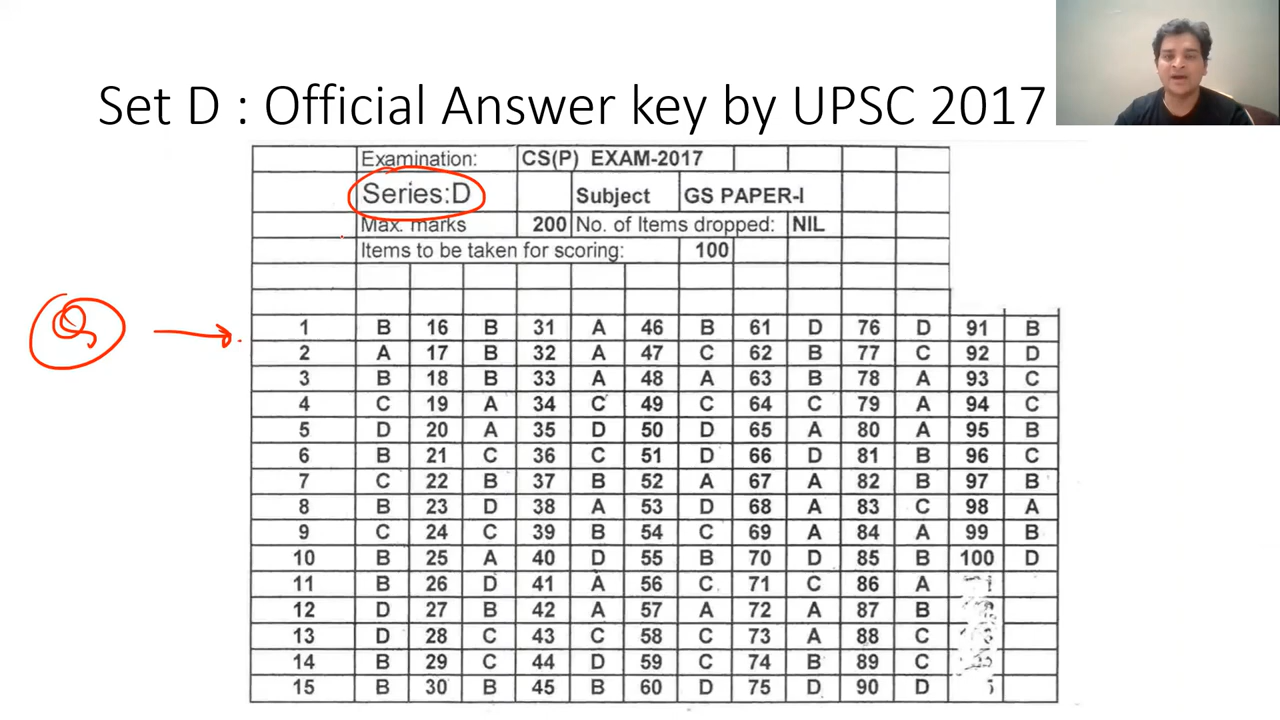 Set D : Official Answer key by UPSC 2017
Examination: CS(P) EXAM-2017
Series:D Subject GS PAPER-I
Max. marks 200 No. of Items dropped: NIL
Items to be taken for scoring: 100
1 B 16 B 31 A 46 B 61 D 76 D 91 B
2 A 17 B 32 A 47 C 62 B 77 C 92 D
3 B 18 B 33 A 48 A 63 B 78 A 93 C
4 C 19 A 34 C 49 C 64 C 79 A 94 C
5 D 20 A 35 D 50 D 65 A 80 A 95 B
6 B 21 C 36 C 51 D 66 D 81 B 96 C
7 C 22 B 37 B 52 A 67 A 82 B 97 B
8 B 23 D 38 A 53 D 68 A 83 C 98 A
9 C 24 C 39 B 54 C 69 A 84 A 99 B
10 B 25 A 40 D 55 B 70 D 85 B 100 D
11 B 26 D 41 A 56 C 71 C 86 A
12 D 27 B 42 A 57 A 72 A 87 B
13 D 28 C 43 C 58 C 73 A 88 C
14 B 29 C 44 D 59 C 74 B 89 C
15 B 30 B 45 B 60 D 75 D 90 D